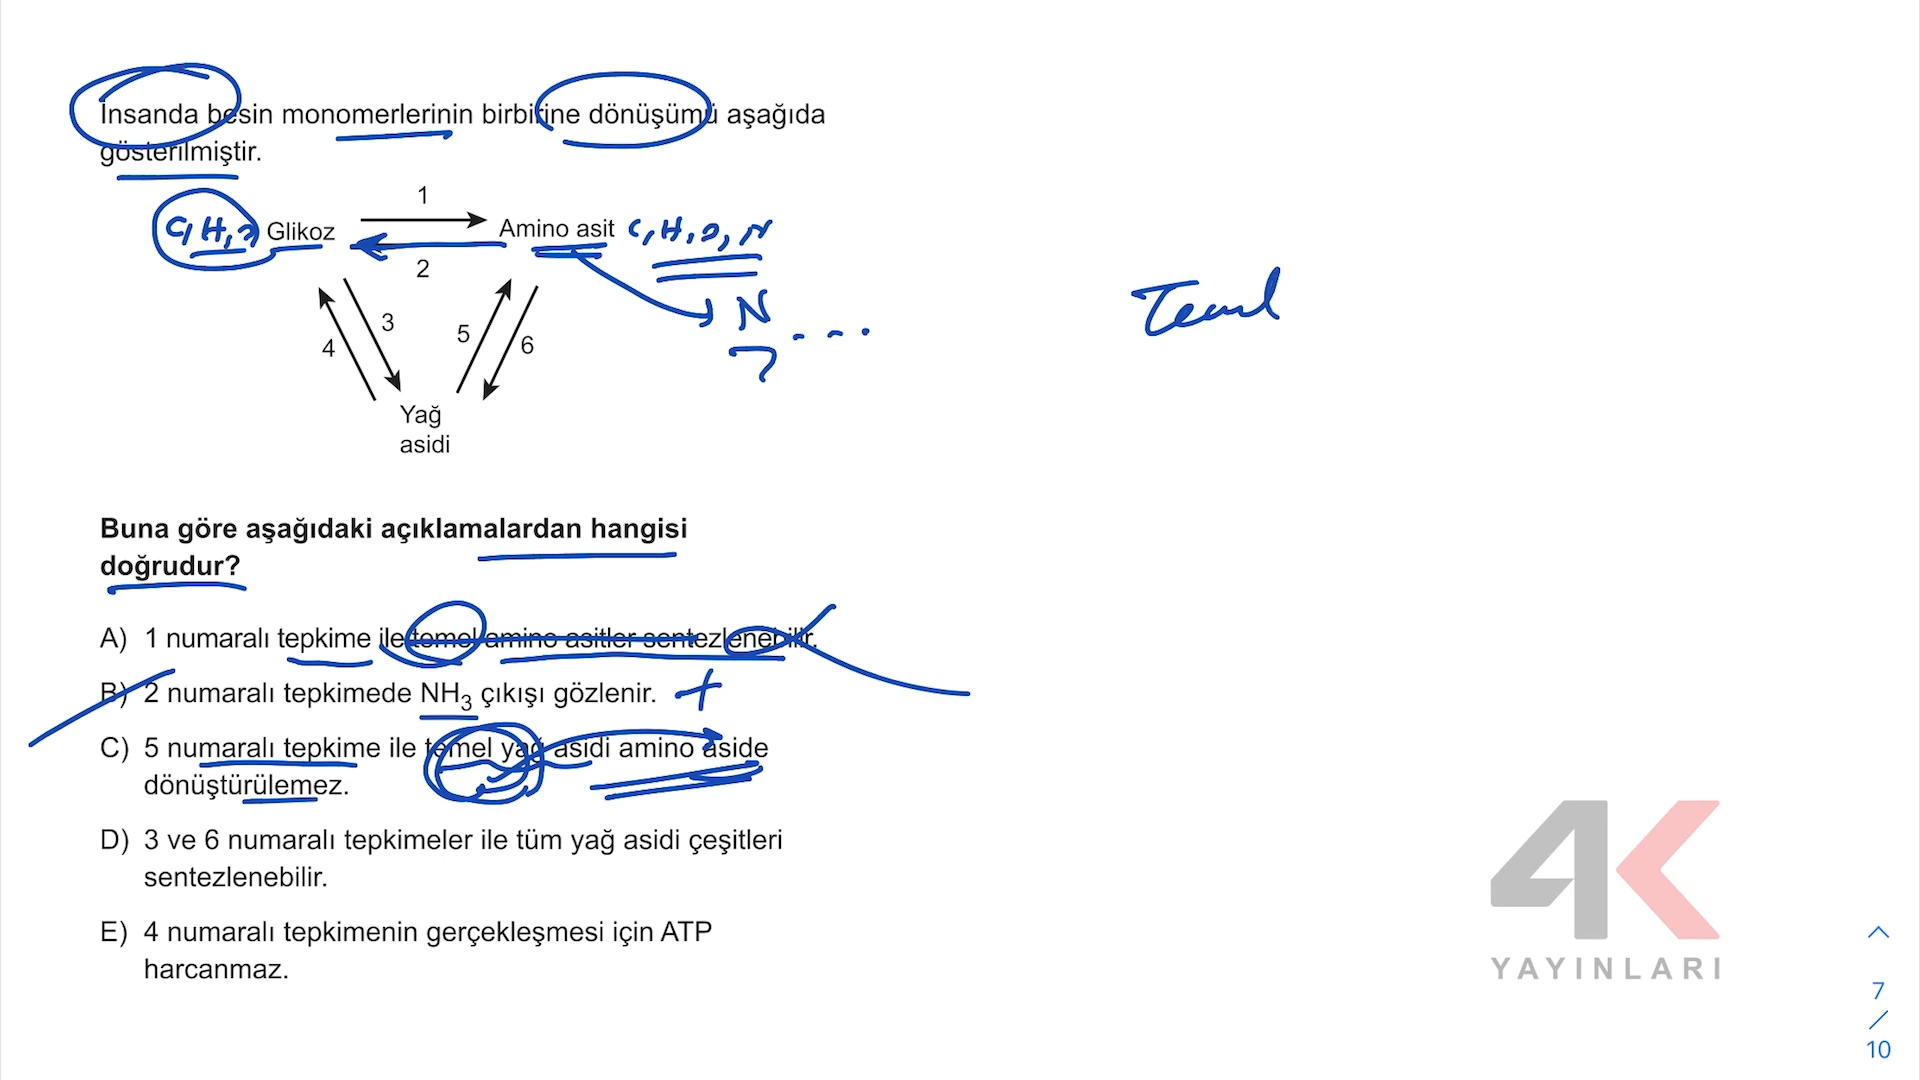 İnsanda besin monomerlerinin birbirine dönüşümü aşağıda
gösterilmiştir.
1
C, H, O Glikoz Amino asit C, H, O, N
2
N
3
5
4
6
Yağ
asidi
Buna göre aşağıdaki açıklamalardan hangisi
doğrudur?
A) 1 numaralı tepkime ile temel amino asitler sentezlenebilir.
B) 2 numaralı tepkimede NH3 çıkışı gözlenir. +
C) 5 numaralı tepkime ile temel yağ asidi amino aside
dönüştürülemez.
D) 3 ve 6 numaralı tepkimeler ile tüm yağ asidi çeşitleri
sentezlenebilir.
E) 4 numaralı tepkimenin gerçekleşmesi için ATP
harcanmaz.
Temel
4K
YAYINLARI
7
/
10